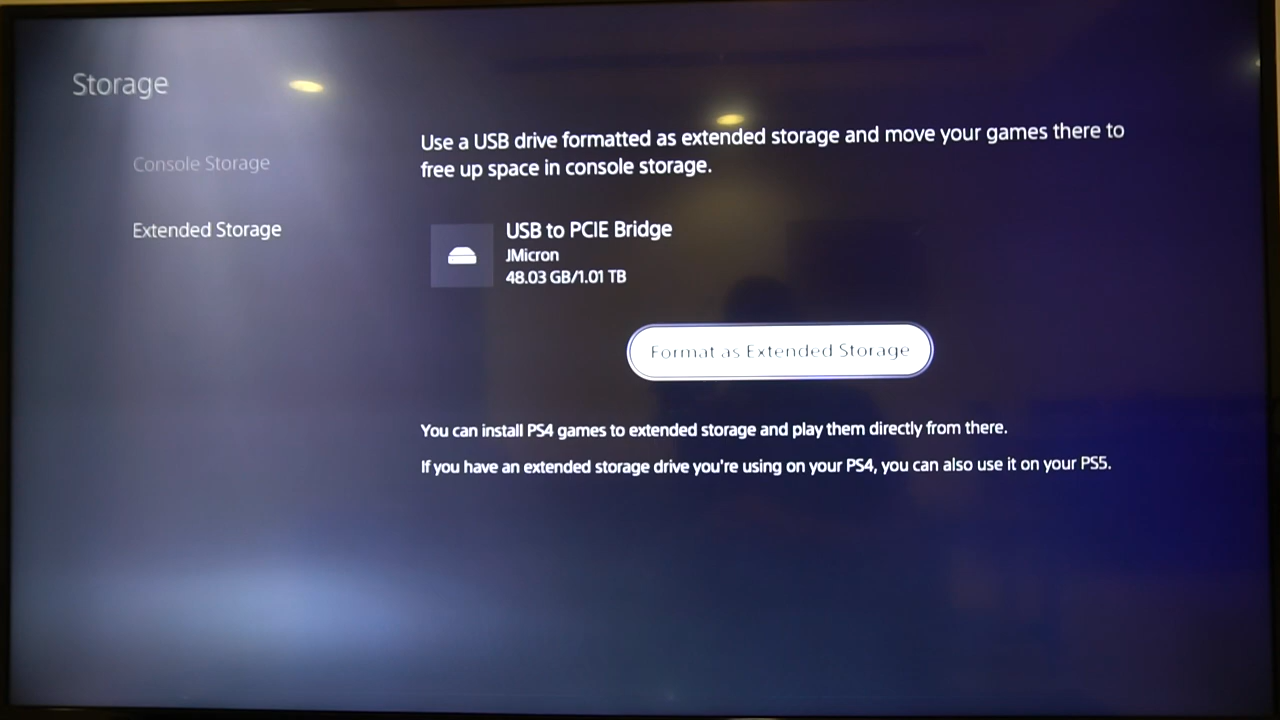 Storage
Console Storage
Extended Storage
Use a USB drive formatted as extended storage and move your games there to
free up space in console storage.
USB to PCIE Bridge
JMicron
48.03 GB/1.01 TB
Format as Extended Storage
You can install PS4 games to extended storage and play them directly from there.
If you have an extended storage drive you're using on your PS4, you can also use it on your PS5.